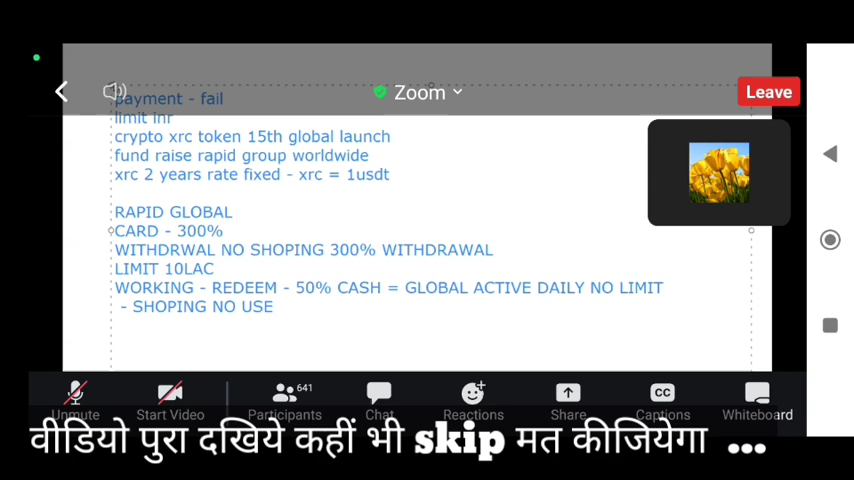 Zoom
Leave
payment - fail
limit inr
crypto xrc token 15th global launch
fund raise rapid group worldwide
xrc 2 years rate fixed - xrc = 1usdt
RAPID GLOBAL
CARD - 300%
WITHDRWAL NO SHOPING 300% WITHDRAWAL
LIMIT 10LAC
WORKING - REDEEM - 50% CASH = GLOBAL ACTIVE DAILY NO LIMIT
- SHOPING NO USE
641
CC
Unmute Start Video Participants Chat Reactions Share Captions Whiteboard
वीडियो पुरा दखिये कहीं भी skip मत कीजियेगा ...